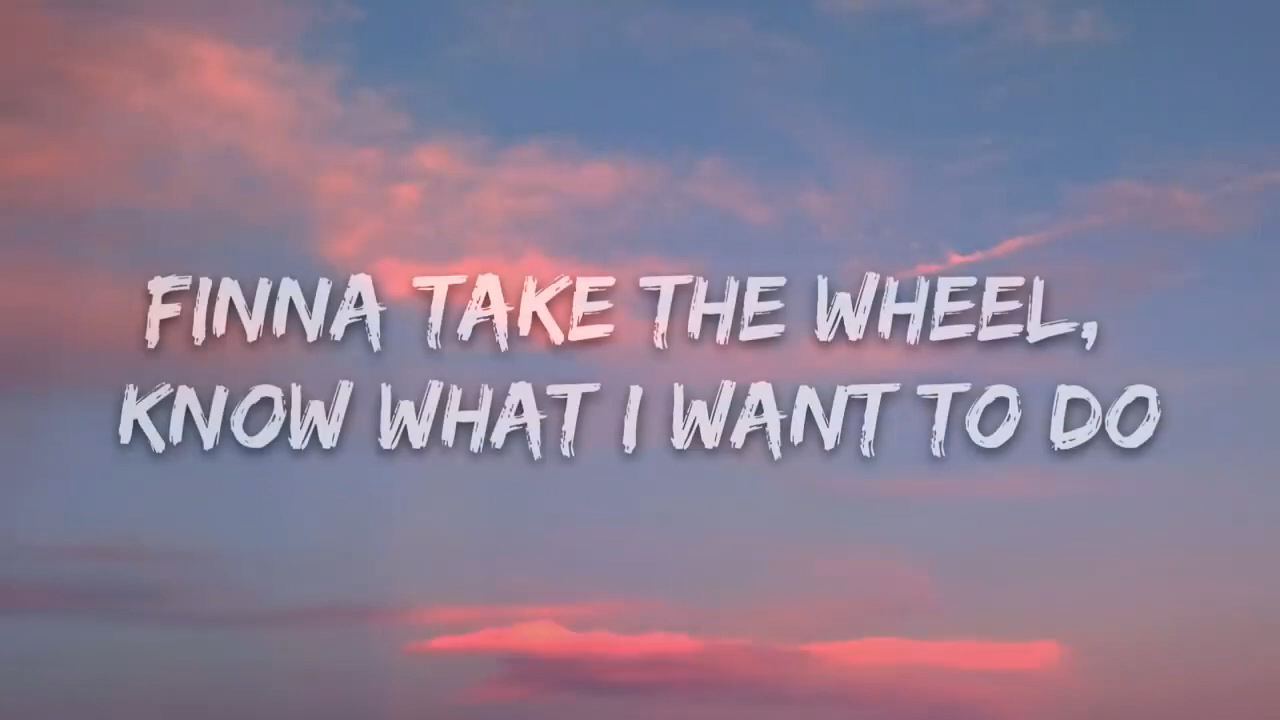 FINNA TAKE THE WHEEL,
KNOW WHAT I WANT TO DO